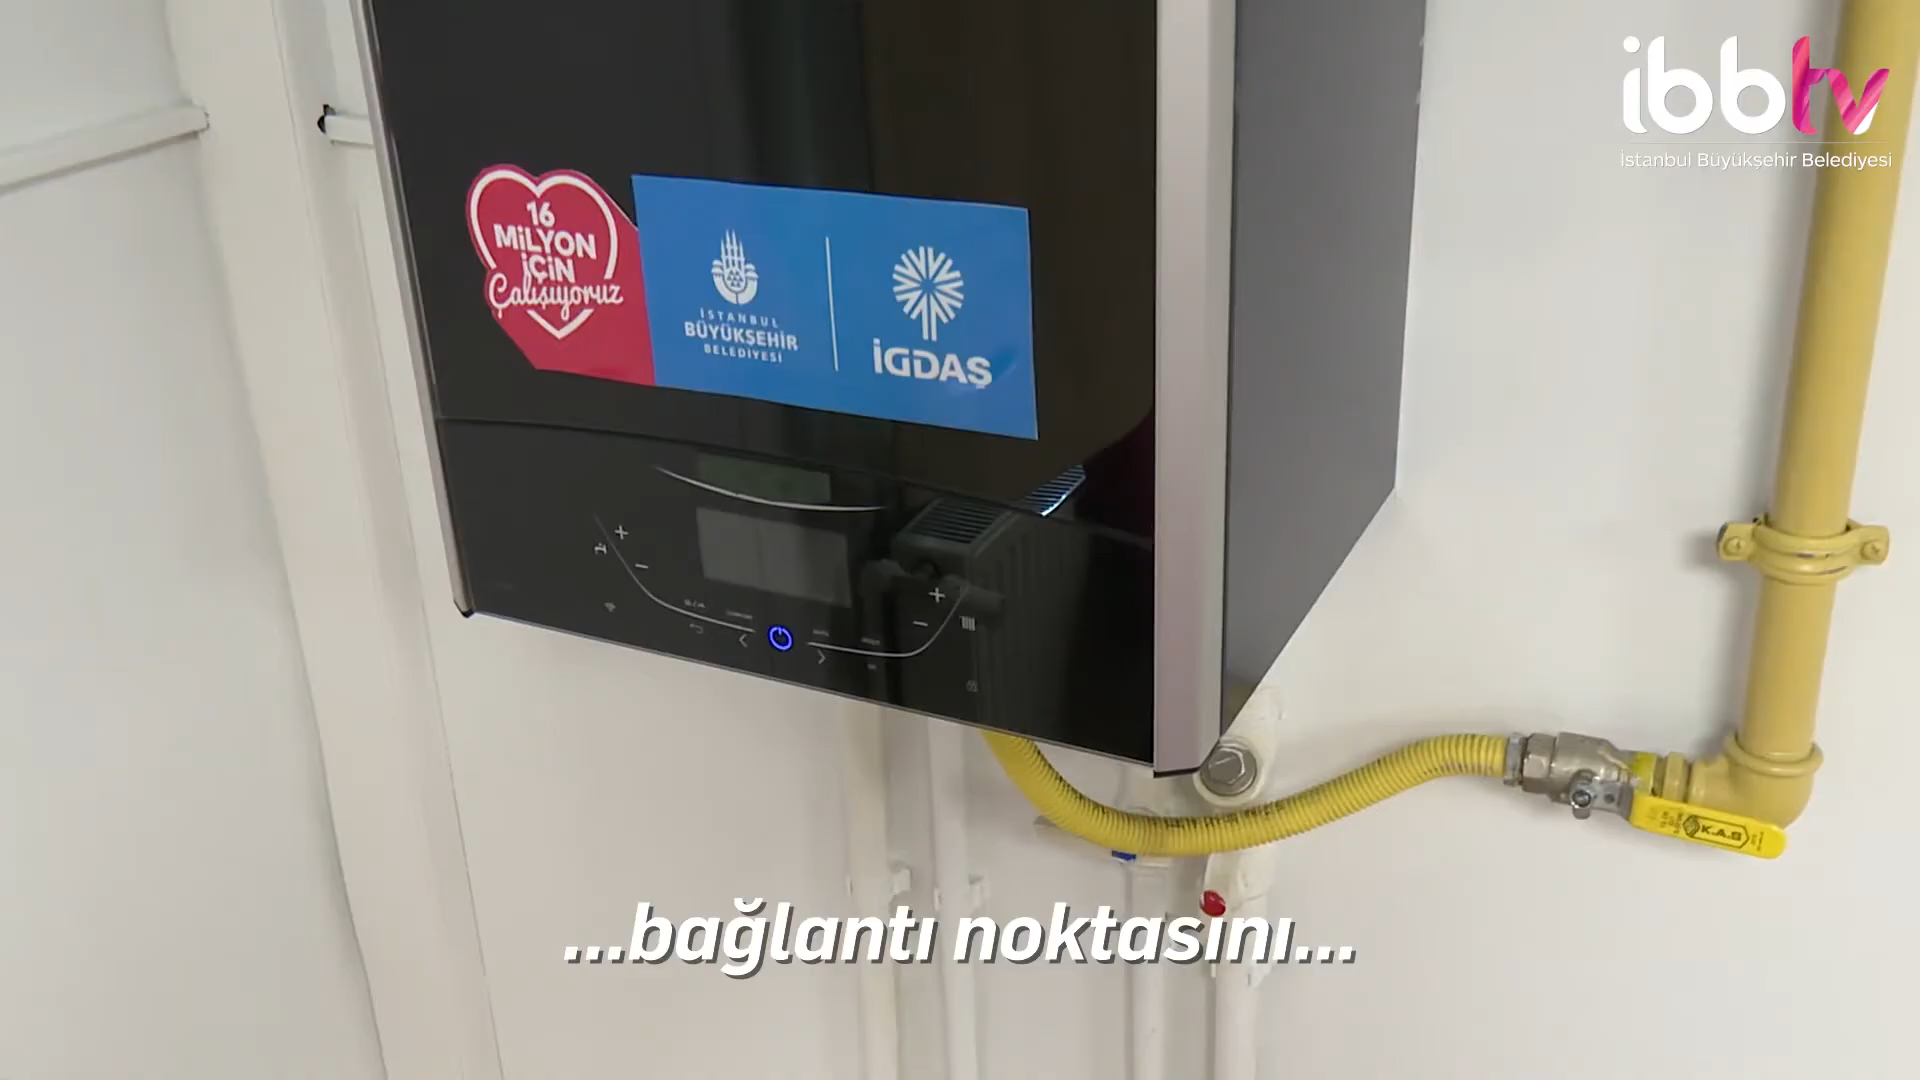 ibbtv
İstanbul Büyükşehir Belediyesi
16
MİLYON
İÇİN
Çalışıyoruz
İSTANBUL
BÜYÜKŞEHİR
BELEDİYESİ
İGDAŞ
K.A.S
...bağlantı noktasını...